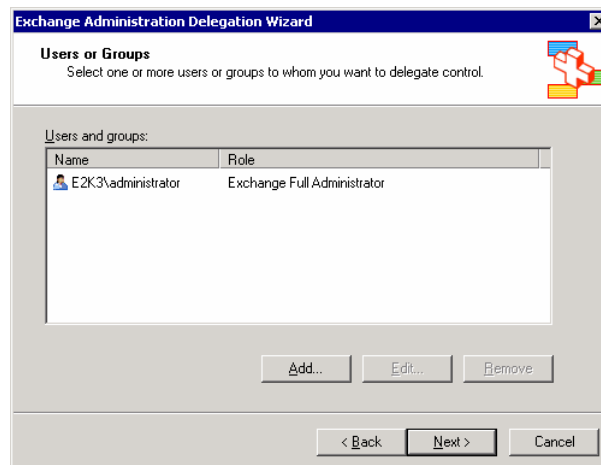 Exchange Administration Delegation Wizard
Users or Groups
Select one or more users or groups to whom you want to delegate control.
Users and groups:
Name Role
E2K3\administrator Exchange Full Administrator
Add... Edit... Remove
< Back Next > Cancel